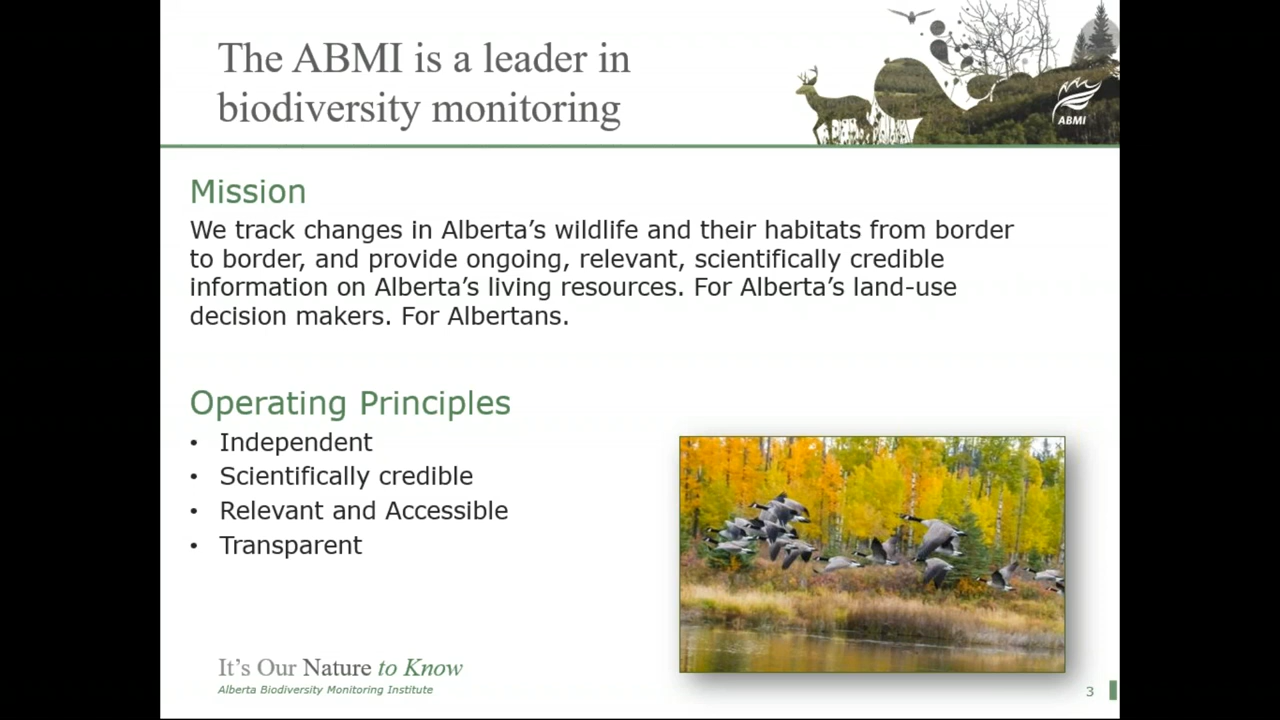 The ABMI is a leader in
biodiversity monitoring
ABMI
Mission
We track changes in Alberta’s wildlife and their habitats from border
to border, and provide ongoing, relevant, scientifically credible
information on Alberta’s living resources. For Alberta’s land-use
decision makers. For Albertans.
Operating Principles
• Independent
• Scientifically credible
• Relevant and Accessible
• Transparent
It’s Our Nature to Know
Alberta Biodiversity Monitoring Institute
3